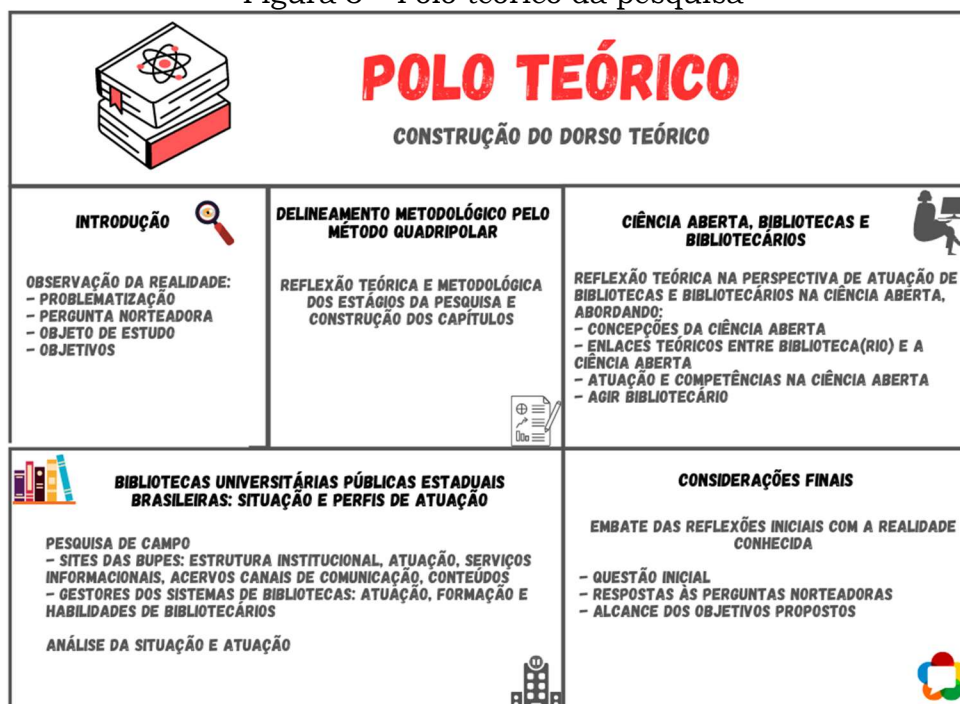 Figura 3 – Polo teórico da pesquisa
POLO TEÓRICO
CONSTRUÇÃO DO DORSO TEÓRICO
INTRODUÇÃO
OBSERVAÇÃO DA REALIDADE:
– PROBLEMATIZAÇÃO
– PERGUNTA NORTEADORA
– OBJETO DE ESTUDO
– OBJETIVOS
DELINEAMENTO METODOLÓGICO PELO
MÉTODO QUADRIPOLAR
REFLEXÃO TEÓRICA E METODOLÓGICA
DOS ESTÁGIOS DA PESQUISA E
CONSTRUÇÃO DOS CAPÍTULOS
CIÊNCIA ABERTA, BIBLIOTECAS E
BIBLIOTECÁRIOS
REFLEXÃO TEÓRICA NA PERSPECTIVA DE ATUAÇÃO DE
BIBLIOTECAS E BIBLIOTECÁRIOS NA CIÊNCIA ABERTA,
ABORDANDO:
– CONCEPÇÕES DA CIÊNCIA ABERTA
– ENLACES TEÓRICOS ENTRE BIBLIOTECA(RIO) E A
CIÊNCIA ABERTA
– ATUAÇÃO E COMPETÊNCIAS NA CIÊNCIA ABERTA
– AGIR BIBLIOTECÁRIO
BIBLIOTECAS UNIVERSITÁRIAS PÚBLICAS ESTADUAIS
BRASILEIRAS: SITUAÇÃO E PERFIS DE ATUAÇÃO
PESQUISA DE CAMPO
– SITES DAS BUPES: ESTRUTURA INSTITUCIONAL, ATUAÇÃO, SERVIÇOS
INFORMACIONAIS, ACERVOS CANAIS DE COMUNICAÇÃO, CONTEÚDOS
– GESTORES DOS SISTEMAS DE BIBLIOTECAS: ATUAÇÃO, FORMAÇÃO E
HABILIDADES DE BIBLIOTECÁRIOS
ANÁLISE DA SITUAÇÃO E ATUAÇÃO
CONSIDERAÇÕES FINAIS
EMBATE DAS REFLEXÕES INICIAIS COM A REALIDADE
CONHECIDA
– QUESTÃO INICIAL
– RESPOSTAS ÀS PERGUNTAS NORTEADORAS
– ALCANCE DOS OBJETIVOS PROPOSTOS